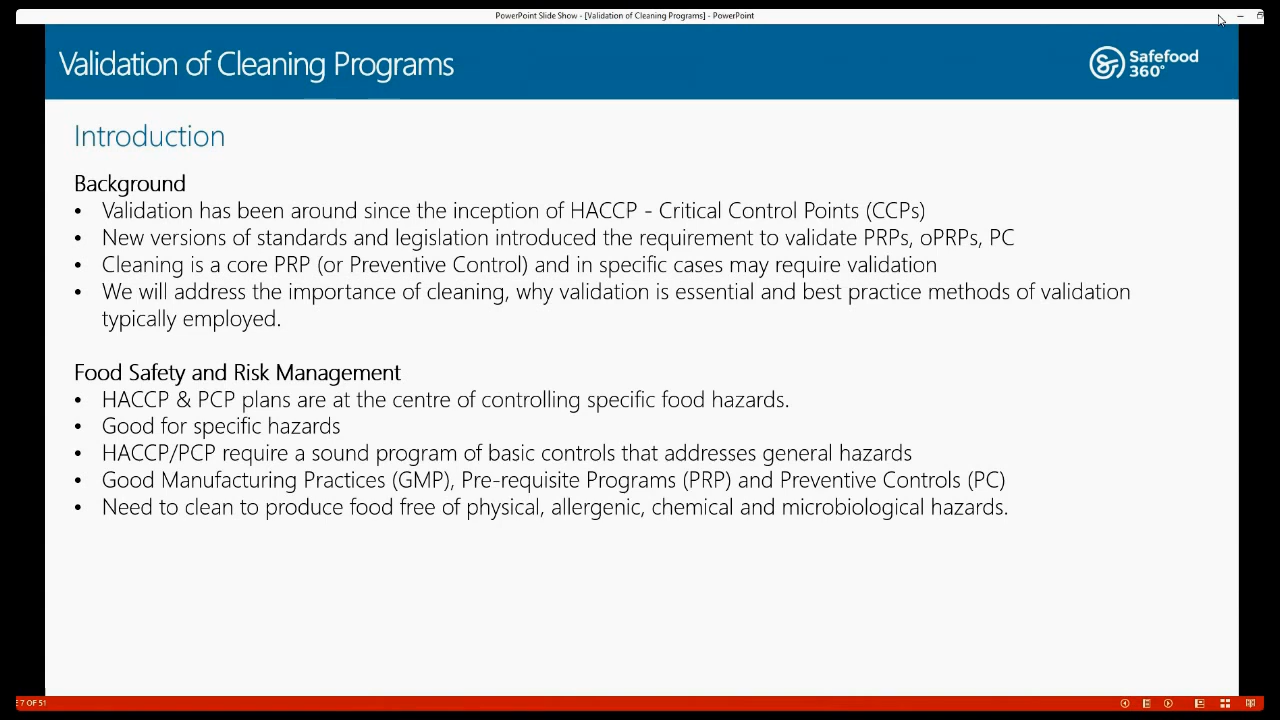 PowerPoint Slide Show - [Validation of Cleaning Programs] - PowerPoint
Validation of Cleaning Programs
Safefood
360°
Introduction
Background
• Validation has been around since the inception of HACCP - Critical Control Points (CCPs)
• New versions of standards and legislation introduced the requirement to validate PRPs, oPRPs, PC
• Cleaning is a core PRP (or Preventive Control) and in specific cases may require validation
• We will address the importance of cleaning, why validation is essential and best practice methods of validation
typically employed.
Food Safety and Risk Management
• HACCP & PCP plans are at the centre of controlling specific food hazards.
• Good for specific hazards
• HACCP/PCP require a sound program of basic controls that addresses general hazards
• Good Manufacturing Practices (GMP), Pre-requisite Programs (PRP) and Preventive Controls (PC)
• Need to clean to produce food free of physical, allergenic, chemical and microbiological hazards.
E 7 OF 51